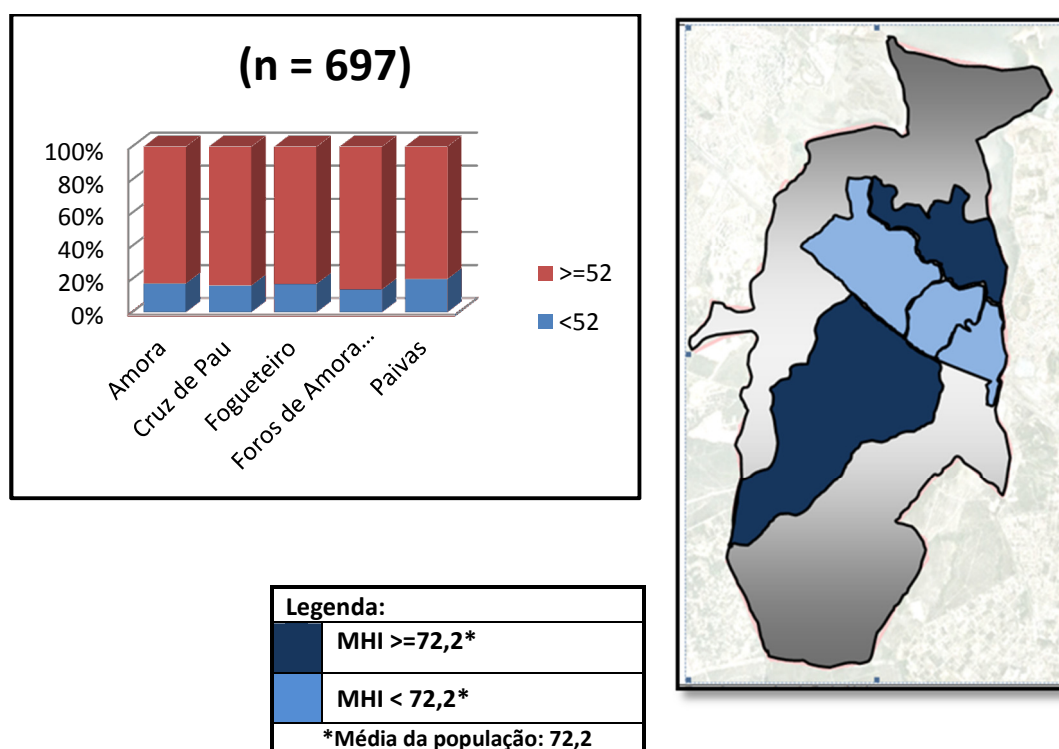 (n = 697)
100%
80%
60%
40%
20%
0%
Amora
Cruz de Pau
Fogueteiro
Foros de Amora...
Paivas
>=52
<52
Legenda:
MHI >=72,2*
MHI < 72,2*
*Média da população: 72,2